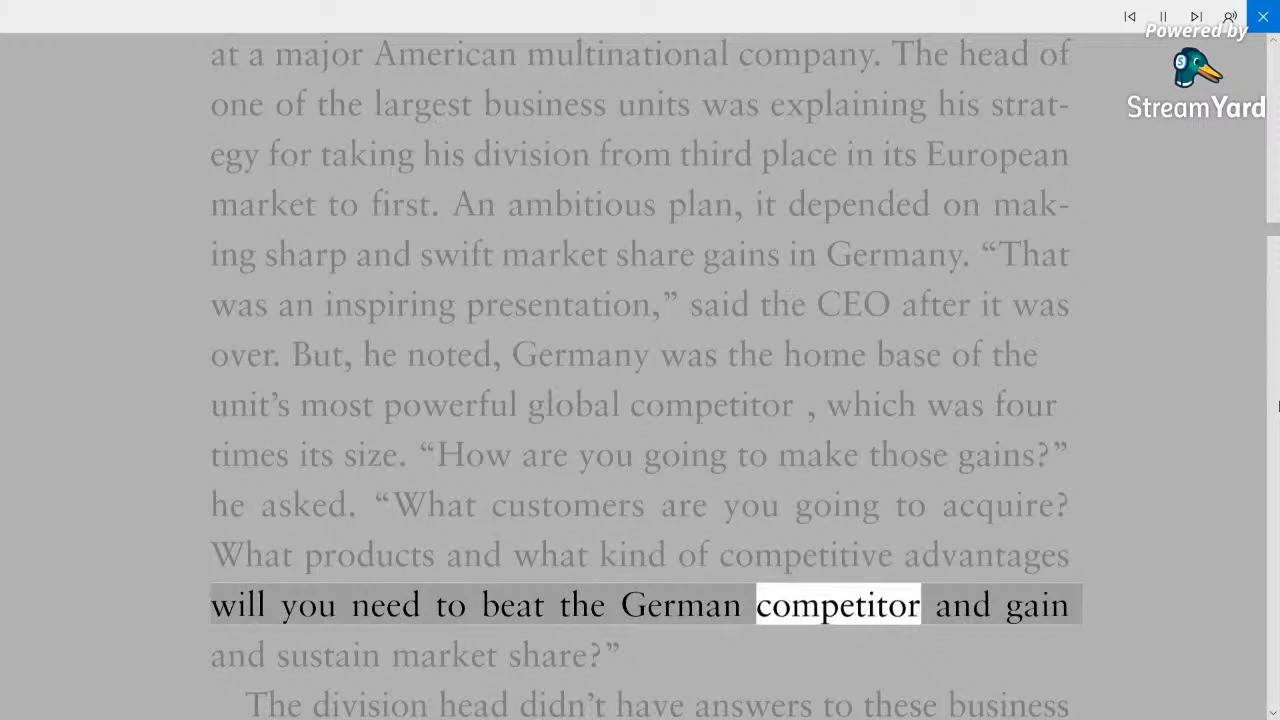 Powered by
StreamYard
at a major American multinational company. The head of
one of the largest business units was explaining his strat-
egy for taking his division from third place in its European
market to first. An ambitious plan, it depended on mak-
ing sharp and swift market share gains in Germany. “That
was an inspiring presentation,” said the CEO after it was
over. But, he noted, Germany was the home base of the
unit’s most powerful global competitor , which was four
times its size. “How are you going to make those gains?”
he asked. “What customers are you going to acquire?
What products and what kind of competitive advantages
will you need to beat the German competitor and gain
and sustain market share?”
The division head didn’t have answers to these business